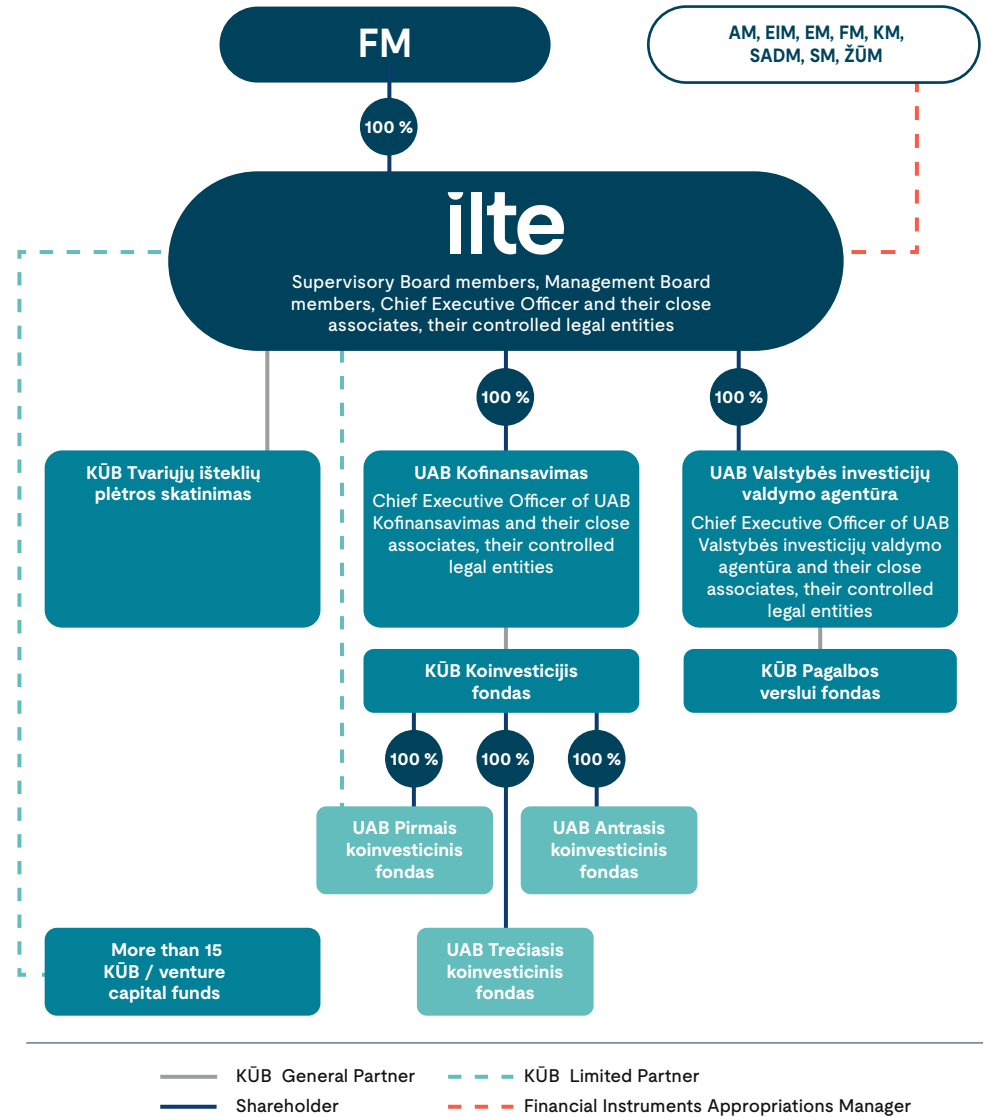 FM
AM, EIM, EM, FM, KM,
SADM, SM, ŽŪM
100 %
ilte
Supervisory Board members, Management Board
members, Chief Executive Officer and their close
associates, their controlled legal entities
100 %
100 %
KŪB Tvariųjų išteklių
plėtros skatinimas
UAB Kofinansavimas
Chief Executive Officer of UAB
Kofinansavimas and their close
associates, their controlled
legal entities
UAB Valstybės investicijų
valdymo agentūra
Chief Executive Officer of UAB
Valstybės investicijų valdymo
agentūra and their close
associates, their controlled
legal entities
KŪB Koinvesticijis
fondas
KŪB Pagalbos
verslui fondas
100 %
100 %
100 %
UAB Pirmais
koinvesticinis
fondas
UAB Antrasis
koinvesticinis
fondas
More than 15
KŪB / venture
capital funds
UAB Trečiasis
koinvesticinis
fondas
KŪB General Partner
KŪB Limited Partner
Shareholder
Financial Instruments Appropriations Manager